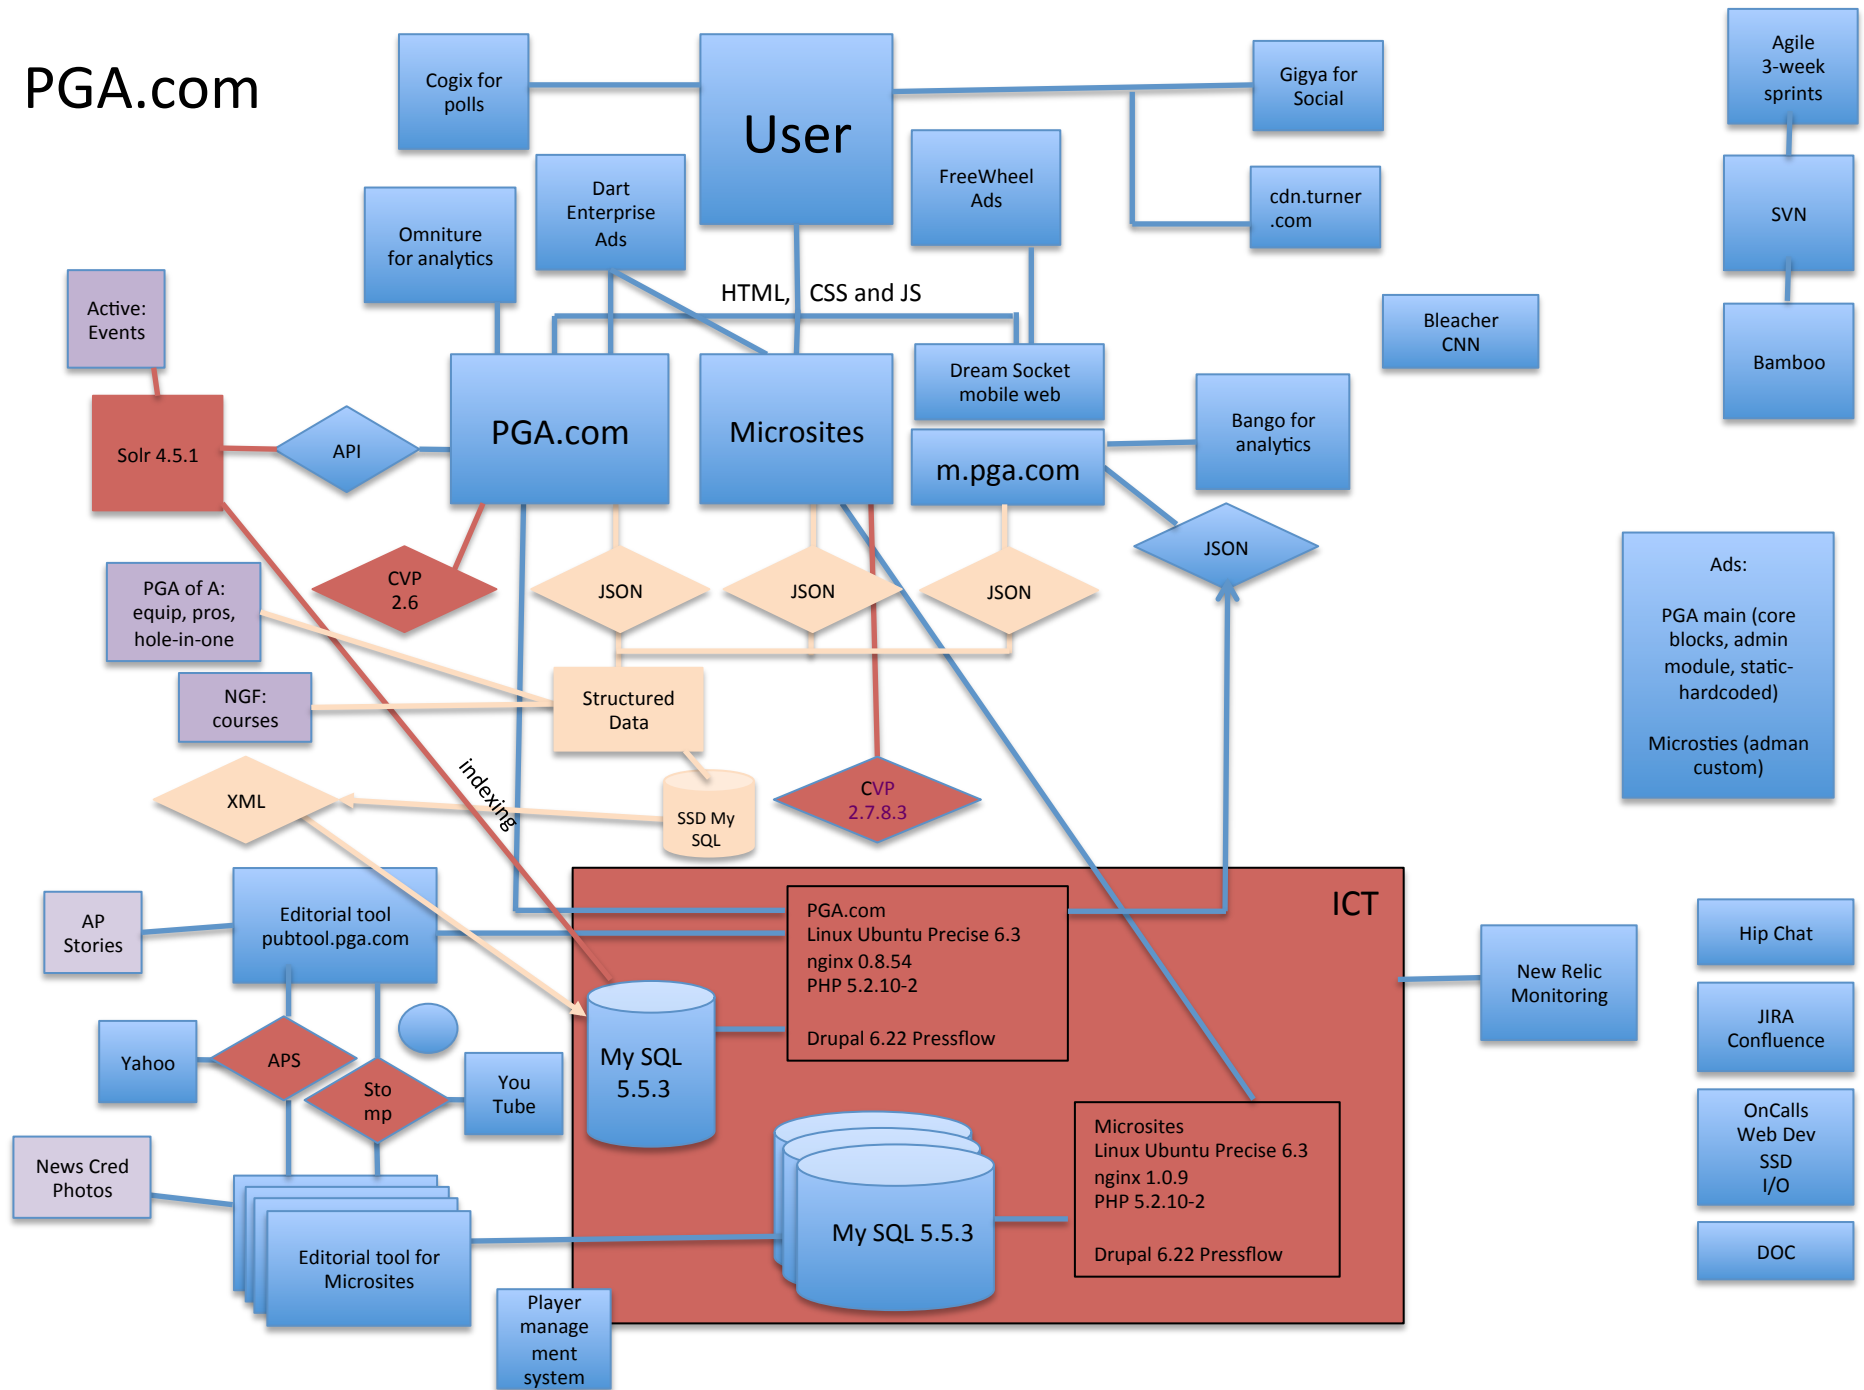 PGA.com
Cogix for
polls
User
Gigya for
Social
Agile
3-week
sprints
Dart
Enterprise
Ads
FreeWheel
Ads
cdn.turner
.com
SVN
Omniture
for analytics
HTML, CSS and JS
Active:
Events
Bleacher
CNN
Bamboo
Dream Socket
mobile web
Solr 4.5.1
API
PGA.com
Microsites
m.pga.com
Bango for
analytics
CVP
2.6
JSON
JSON
JSON
JSON
PGA of A:
equip, pros,
hole-in-one
NGF:
courses
Structured
Data
Ads:
PGA main (core
blocks, admin
module, static-
hardcoded)
Microsties (adman
custom)
indexing
XML
SSD My
SQL
CVP
2.7.8.3
AP
Stories
Editorial tool
pubtool.pga.com
ICT
PGA.com
Linux Ubuntu Precise 6.3
nginx 0.8.54
PHP 5.2.10-2
Drupal 6.22 Pressflow
New Relic
Monitoring
Hip Chat
JIRA
Confluence
Yahoo
APS
Sto
mp
You
Tube
My SQL
5.5.3
OnCalls
Web Dev
SSD
I/O
Microsites
Linux Ubuntu Precise 6.3
nginx 1.0.9
PHP 5.2.10-2
Drupal 6.22 Pressflow
News Cred
Photos
Editorial tool for
Microsites
My SQL 5.5.3
DOC
Player
manage
ment
system